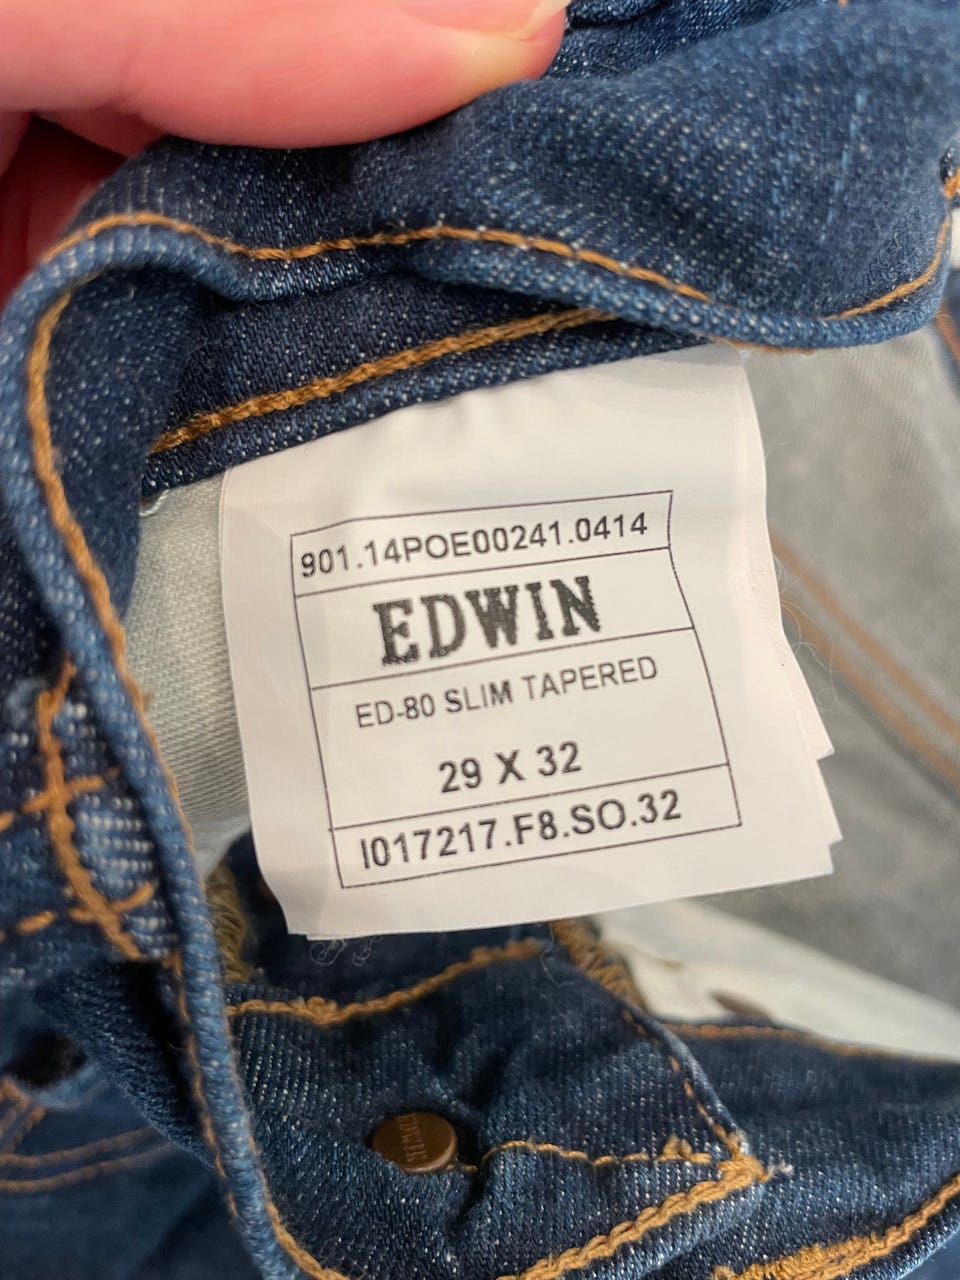 901.14POE00241.0414
EDWIN
ED-80 SLIM TAPERED
29 X 32
I017217.F8.SO.32